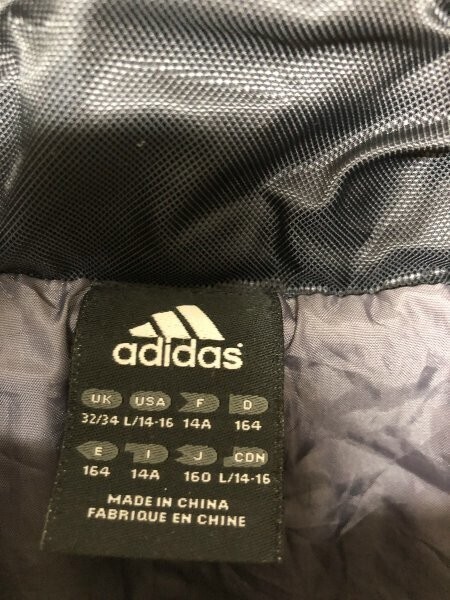 adidas
UK USA F D
32/34 L/14-16 14A 164
E I J CDN
164 14A 160 L/14-16
MADE IN CHINA
FABRIQUE EN CHINE